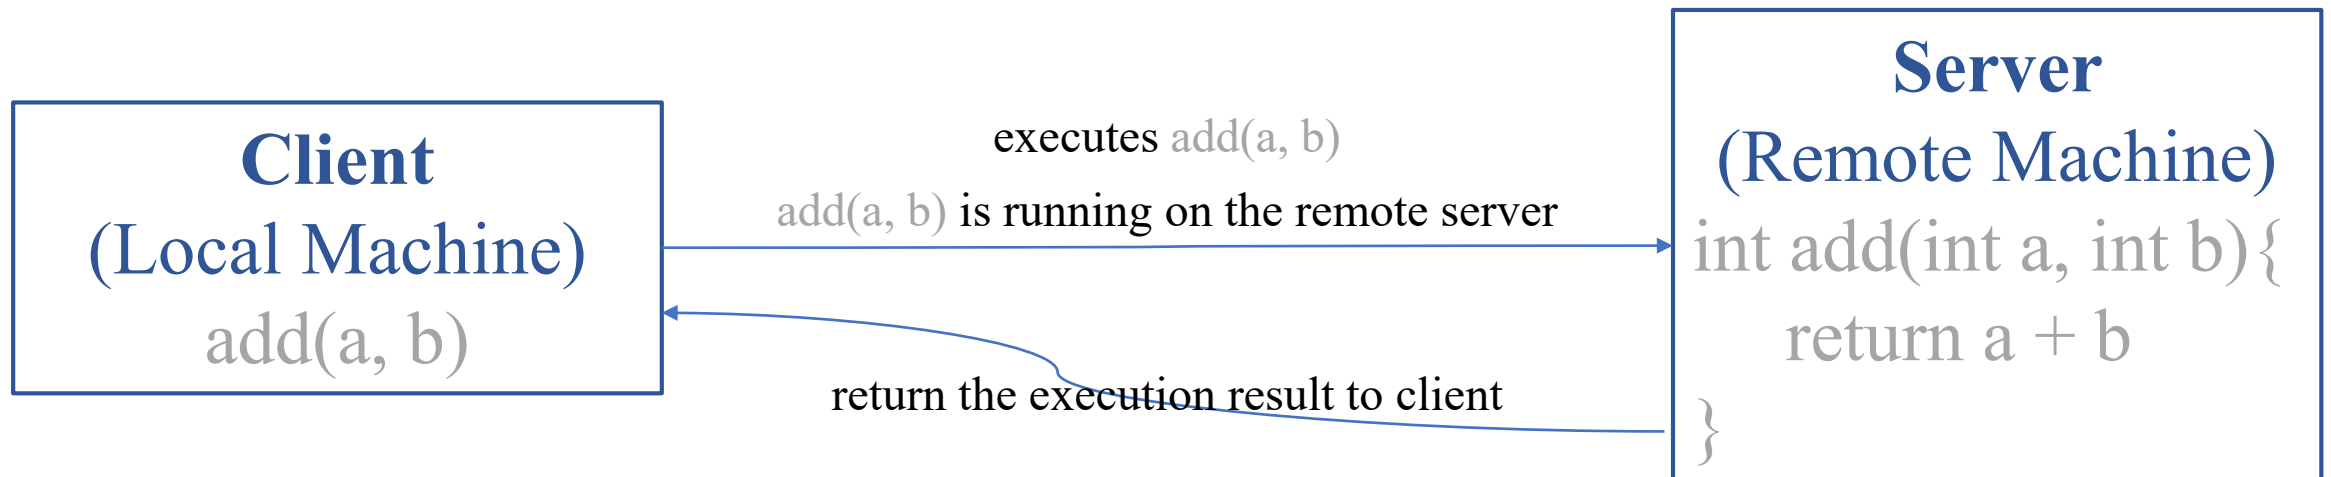 Client
(Local Machine)
add(a, b)
executes add(a, b)
add(a, b) is running on the remote server
return the execution result to client
Server
(Remote Machine)
int add(int a, int b){
return a + b
}